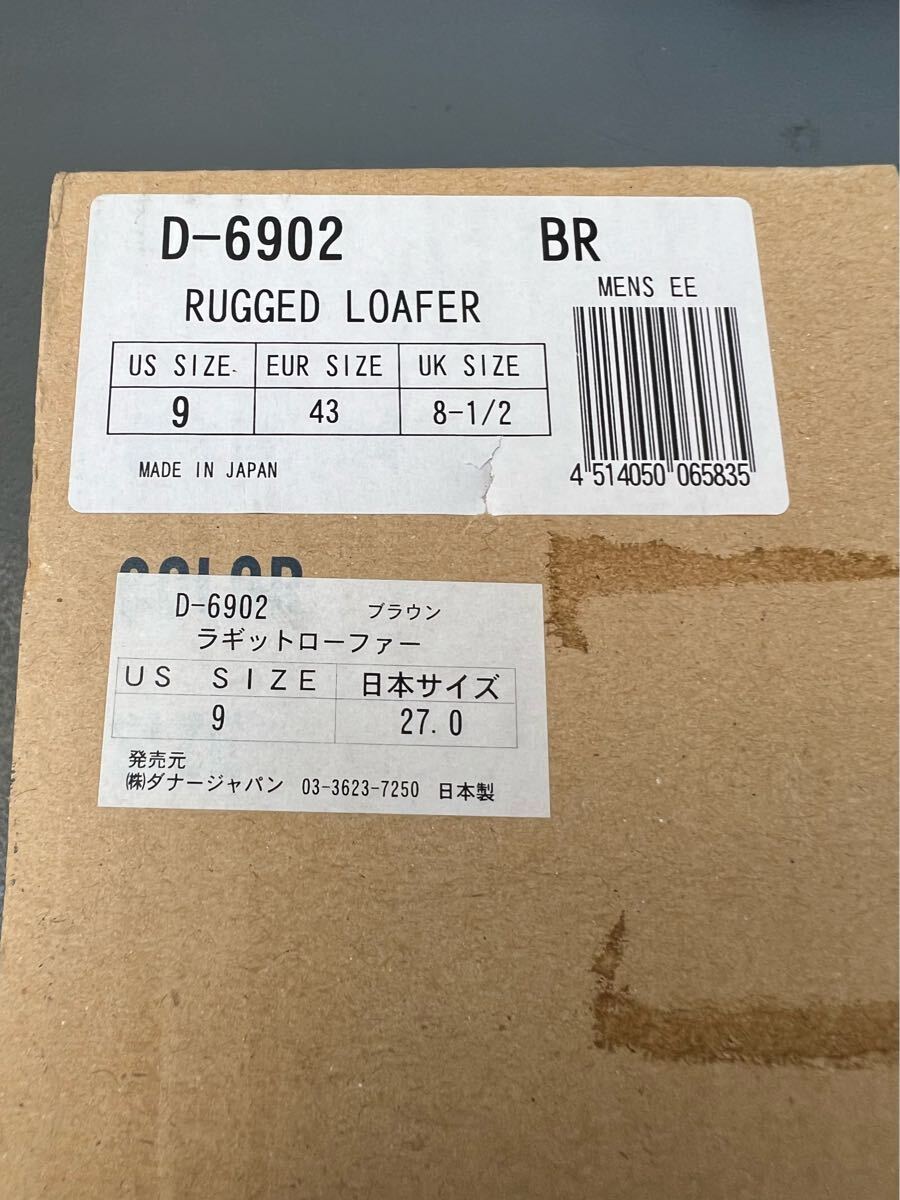 D-6902 BR
RUGGED LOAFER
MENS EE
US SIZE EUR SIZE UK SIZE
9 43 8-1/2
MADE IN JAPAN
4 514050 065835
COLOR
D-6902 ブラウン
ラギットローファー
US SIZE 日本サイズ
9 27.0
発売元
㈱ダナージャパン 03-3623-7250 日本製